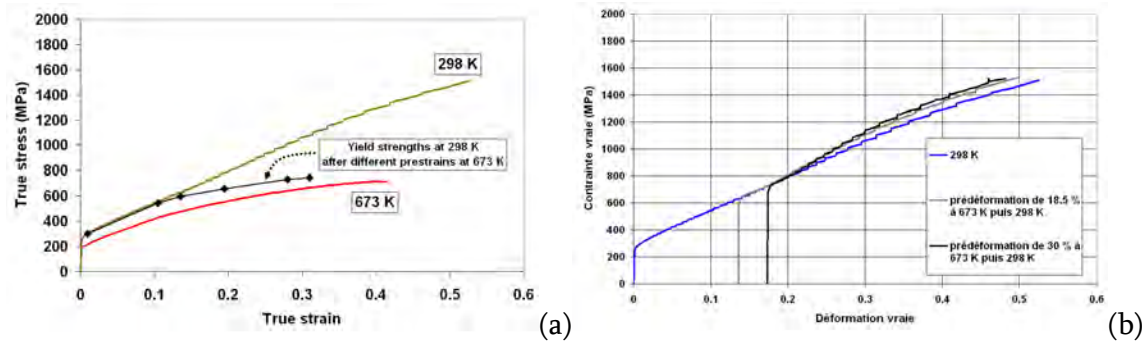 2000
1800
1600
1400
1200
1000
800
600
400
200
0
True stress (MPa)
298 K
Yield strengths at 298 K
after different prestrains at 673 K
673 K
0 0.1 0.2 0.3 0.4 0.5 0.6
True strain
(a)
2000
1800
1600
1400
1200
1000
800
600
400
200
0
Contrainte vraie (MPa)
298 K
prédéformation de 18.5 %
à 673 K puis 298 K
prédéformation de 30 % à
673 K puis 298 K
0 0.1 0.2 0.3 0.4 0.5 0.6
Déformation vraie
(b)